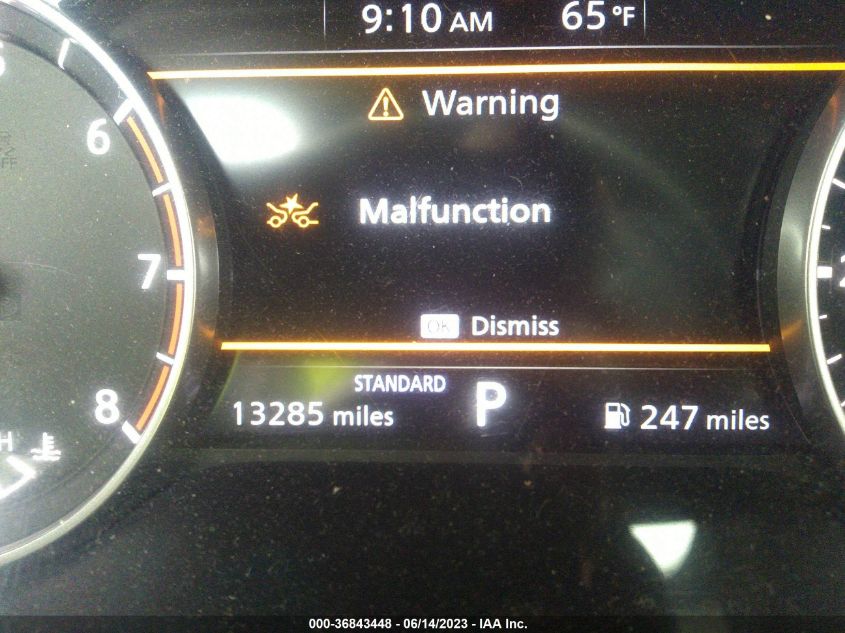 9:10 AM 65 °F
Warning
6
Malfunction
7
OK Dismiss
STANDARD
8 13285 miles P 247 miles
H
000-36843448 - 06/14/2023 - IAA Inc.